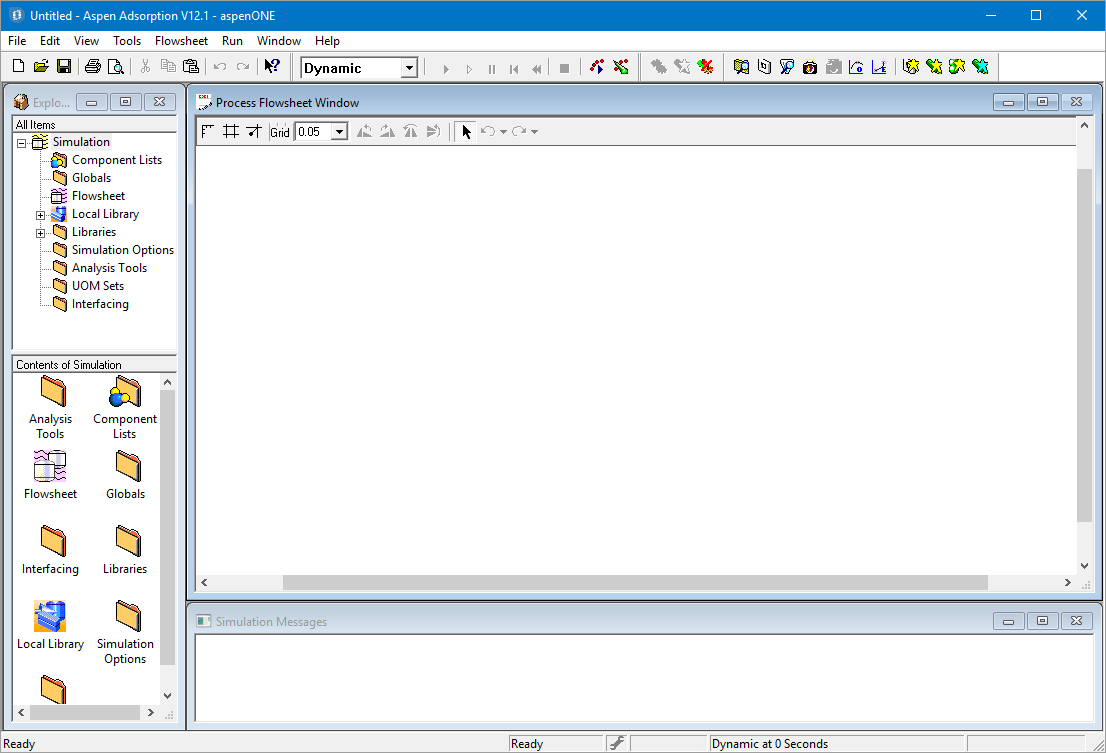 Untitled - Aspen Adsorption V12.1 - aspenONE
File Edit View Tools Flowsheet Run Window Help
Dynamic
Explo...
All Items
Simulation
Component Lists
Globals
Flowsheet
Local Library
Libraries
Simulation Options
Analysis Tools
UOM Sets
Interfacing
Contents of Simulation
Analysis Tools
Component Lists
Flowsheet
Globals
Interfacing
Libraries
Local Library
Simulation Options
Process Flowsheet Window
Grid 0.05
Simulation Messages
Ready
Ready
Dynamic at 0 Seconds